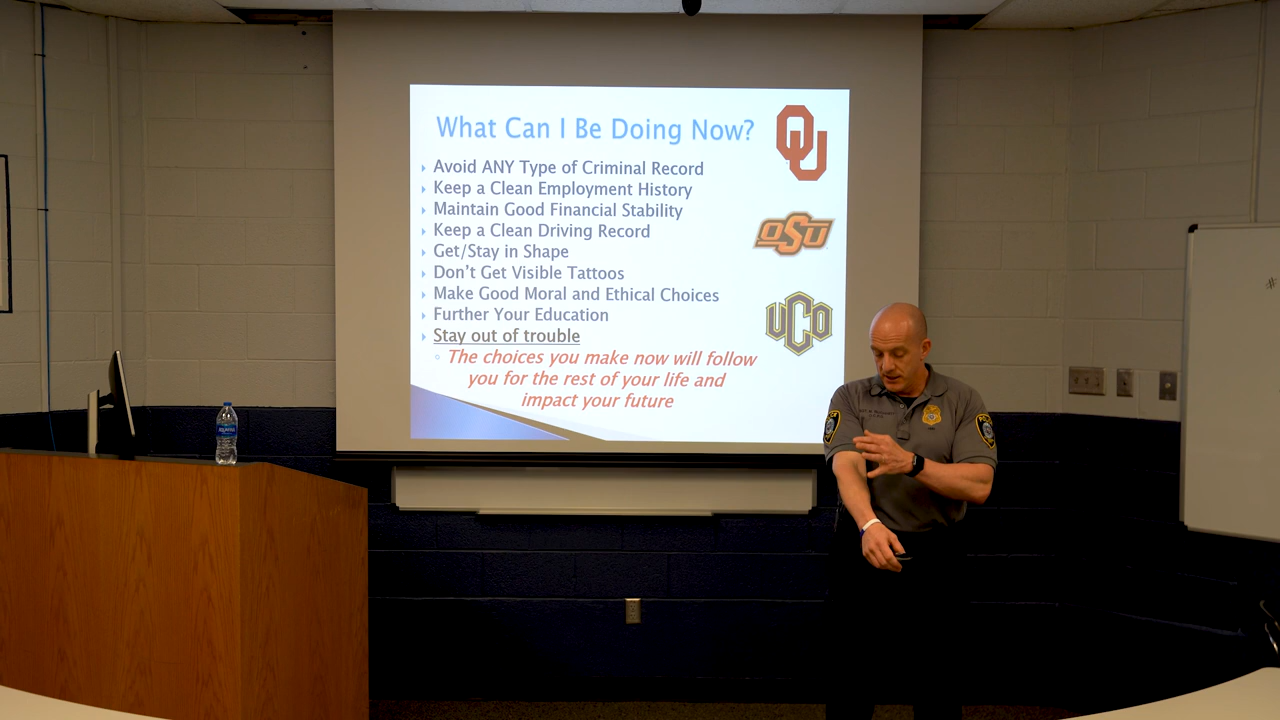 What Can I Be Doing Now?
Avoid ANY Type of Criminal Record
Keep a Clean Employment History
Maintain Good Financial Stability
Keep a Clean Driving Record
Get/Stay in Shape
Don't Get Visible Tattoos
Make Good Moral and Ethical Choices
Further Your Education
Stay out of trouble
The choices you make now will follow
you for the rest of your life and
impact your future
OU
OSU
UCO
POLICE